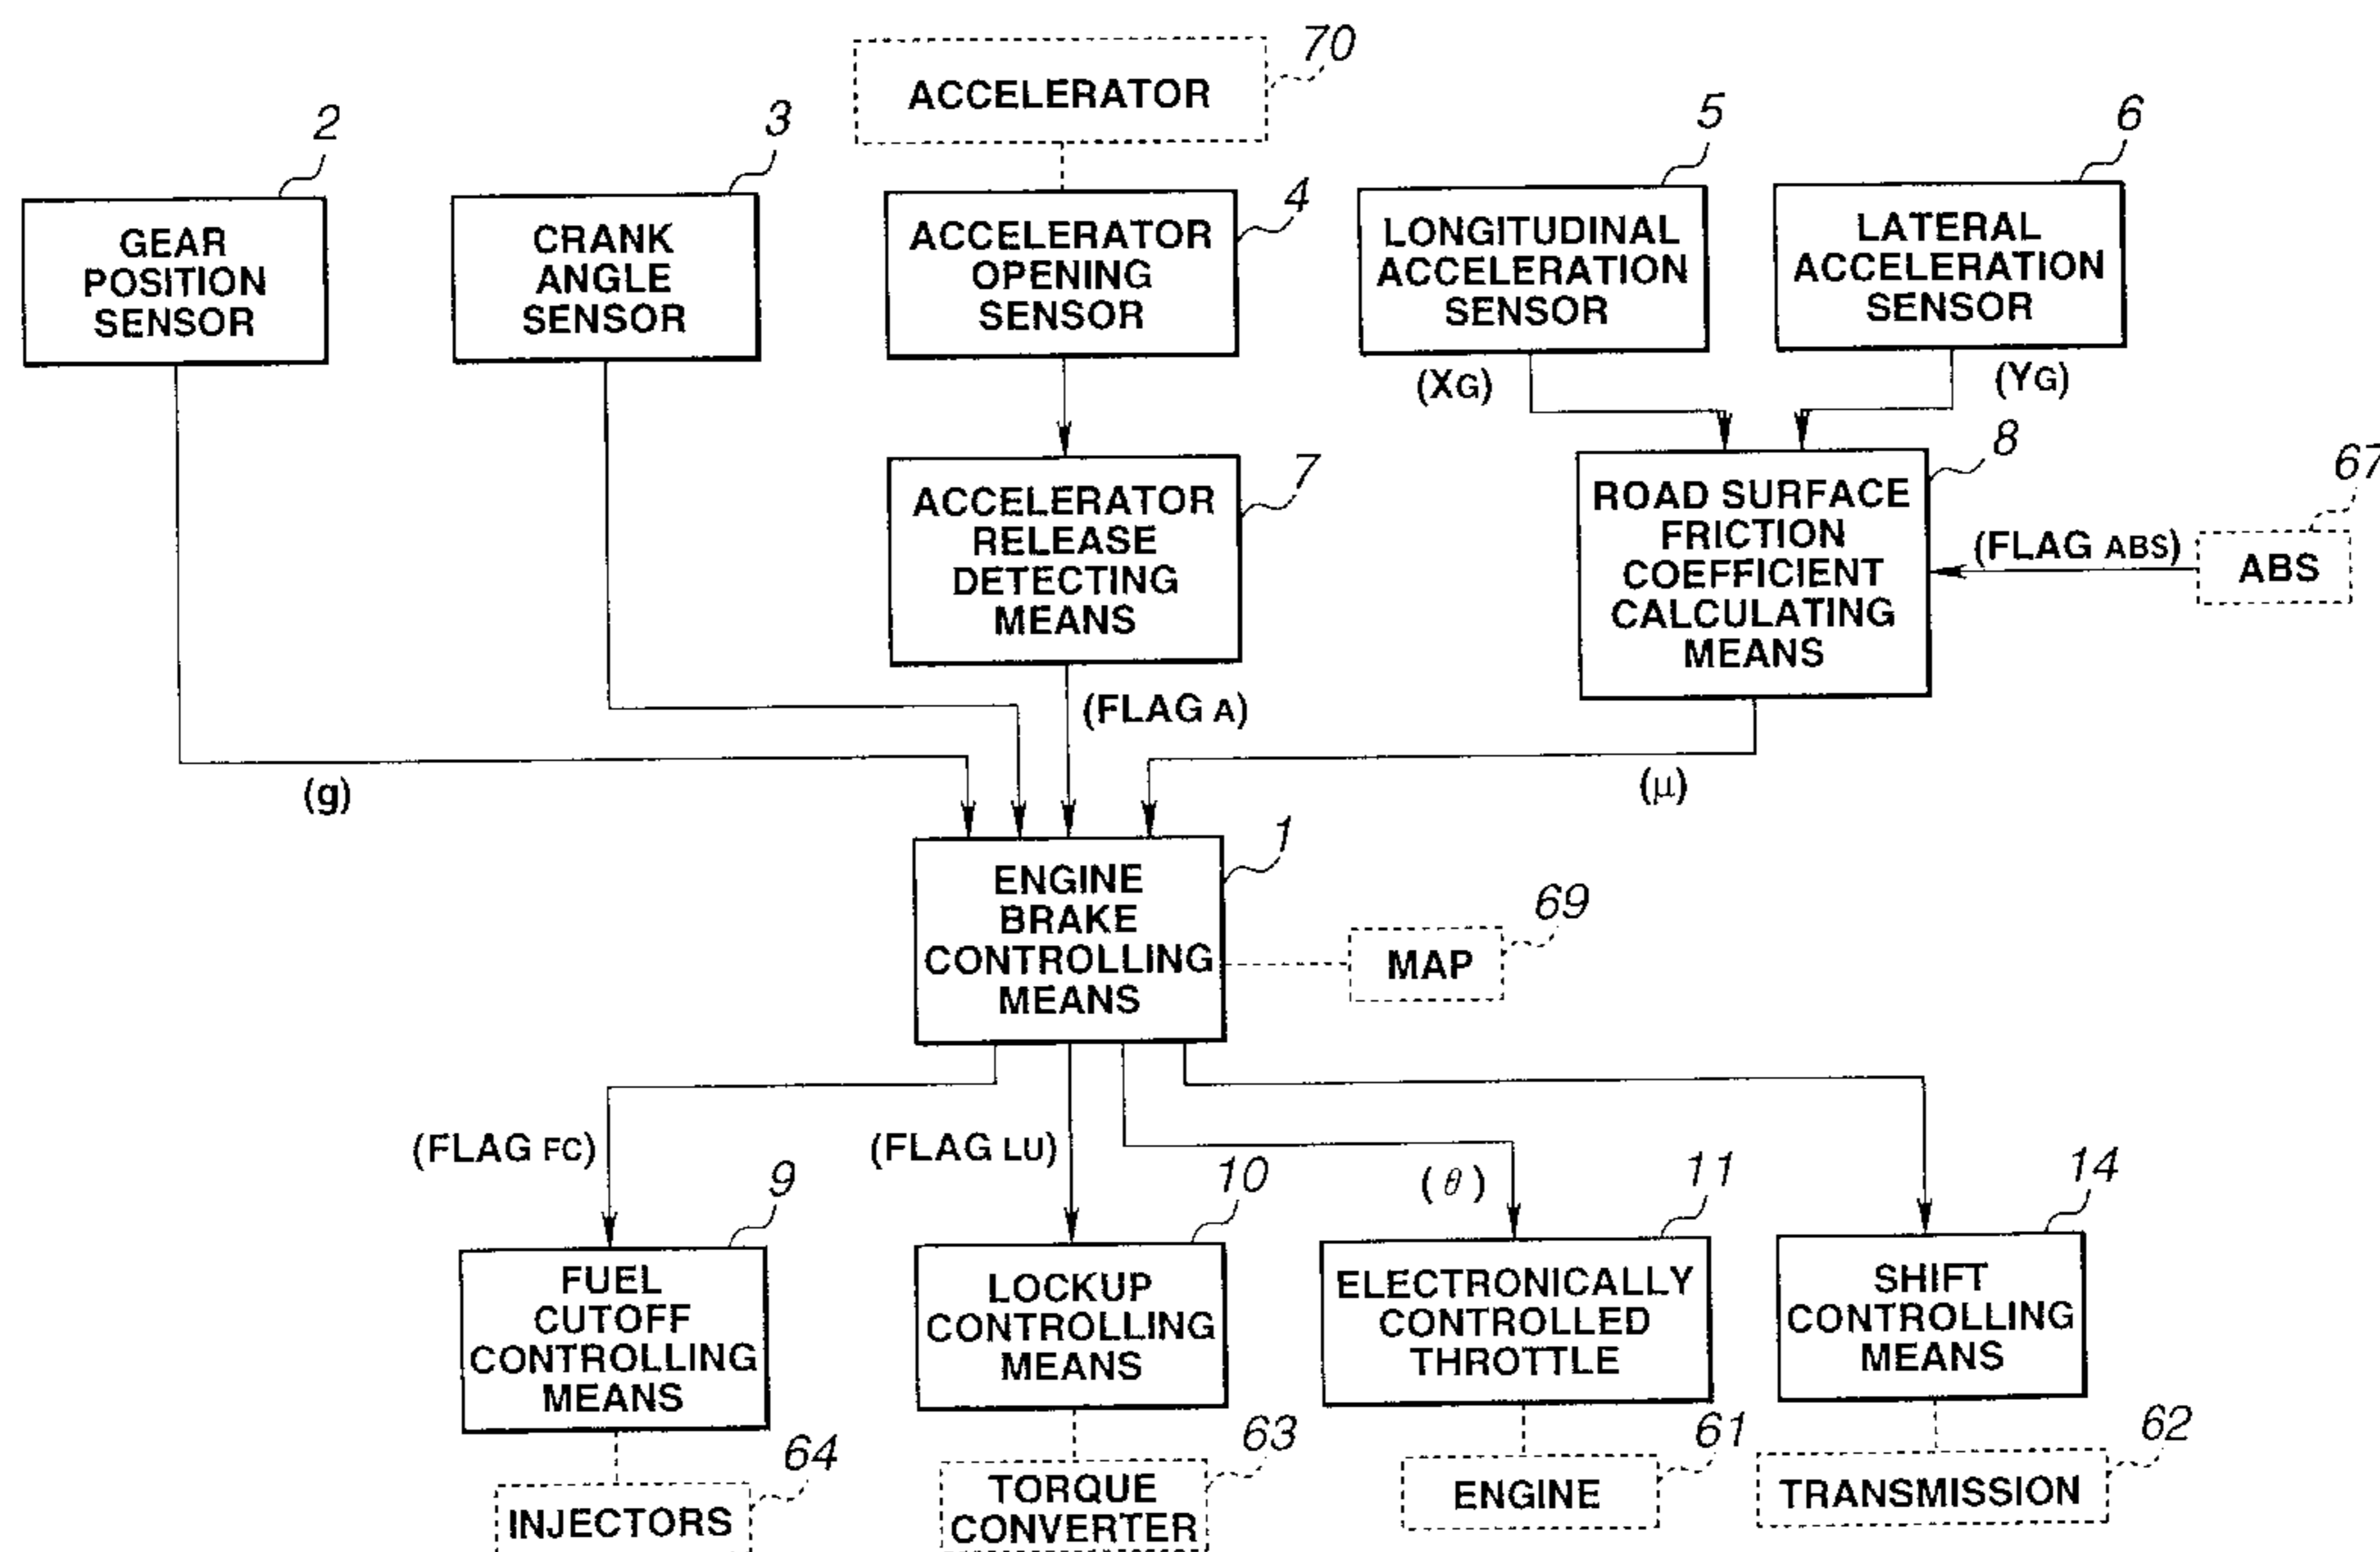 70
ACCELERATOR
2
3
5
6
GEAR
POSITION
SENSOR
CRANK
ANGLE
SENSOR
4
ACCELERATOR
OPENING
SENSOR
LONGITUDINAL
ACCELERATION
SENSOR
LATERAL
ACCELERATION
SENSOR
(XG)
(YG)
7
ACCELERATOR
RELEASE
DETECTING
MEANS
8
ROAD SURFACE
FRICTION
COEFFICIENT
CALCULATING
MEANS
67
(FLAG ABS)
ABS
(FLAG A)
(g)
(μ)
1
ENGINE
BRAKE
CONTROLLING
MEANS
69
MAP
(FLAG FC)
(FLAG LU)
(θ)
9
10
11
14
FUEL
CUTOFF
CONTROLLING
MEANS
LOCKUP
CONTROLLING
MEANS
ELECTRONICALLY
CONTROLLED
THROTTLE
SHIFT
CONTROLLING
MEANS
64
63
61
62
INJECTORS
TORQUE
CONVERTER
ENGINE
TRANSMISSION